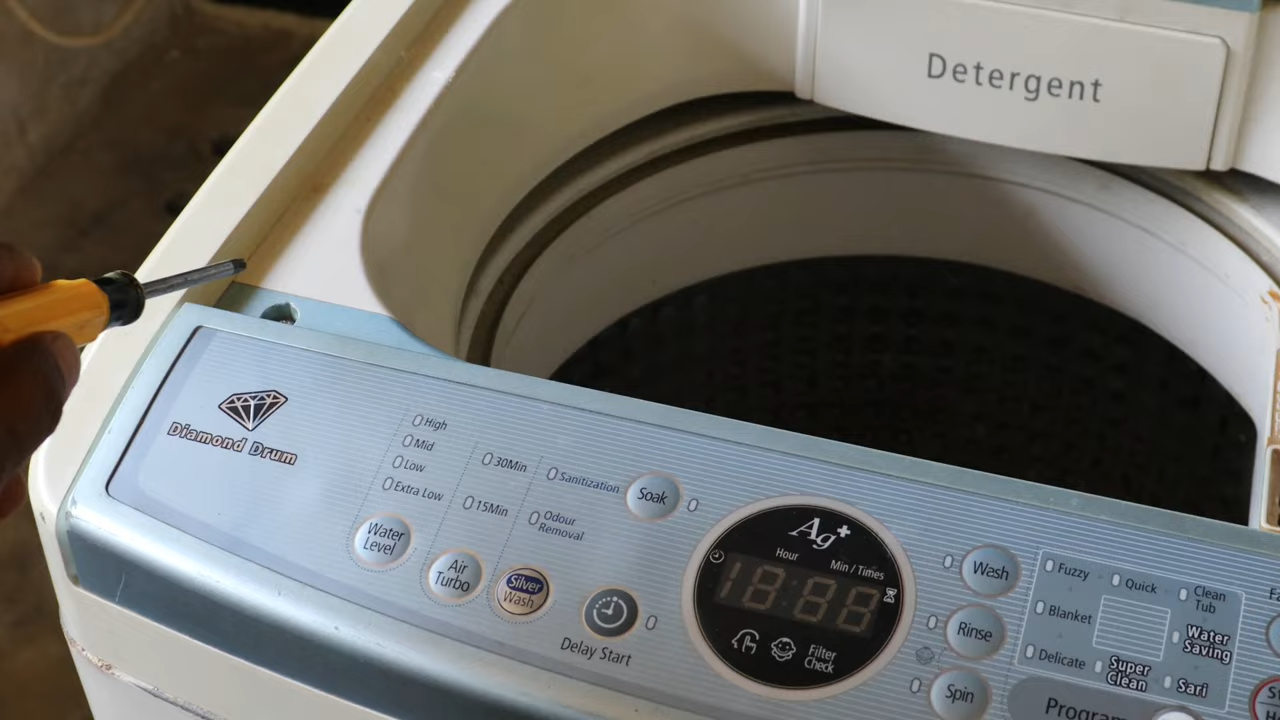 Detergent
Diamond Drum
High
Mid
Low
Extra Low
Water
Level
30Min
15Min
Air
Turbo
Sanitization
Odour
Removal
Silver
Wash
Soak
Delay Start
Ag+
Hour
Min / Times
18:88
Filter
Check
Wash
Rinse
Spin
Fuzzy
Quick
Clean
Tub
Blanket
Water
Saving
Delicate
Super
Clean
Sari